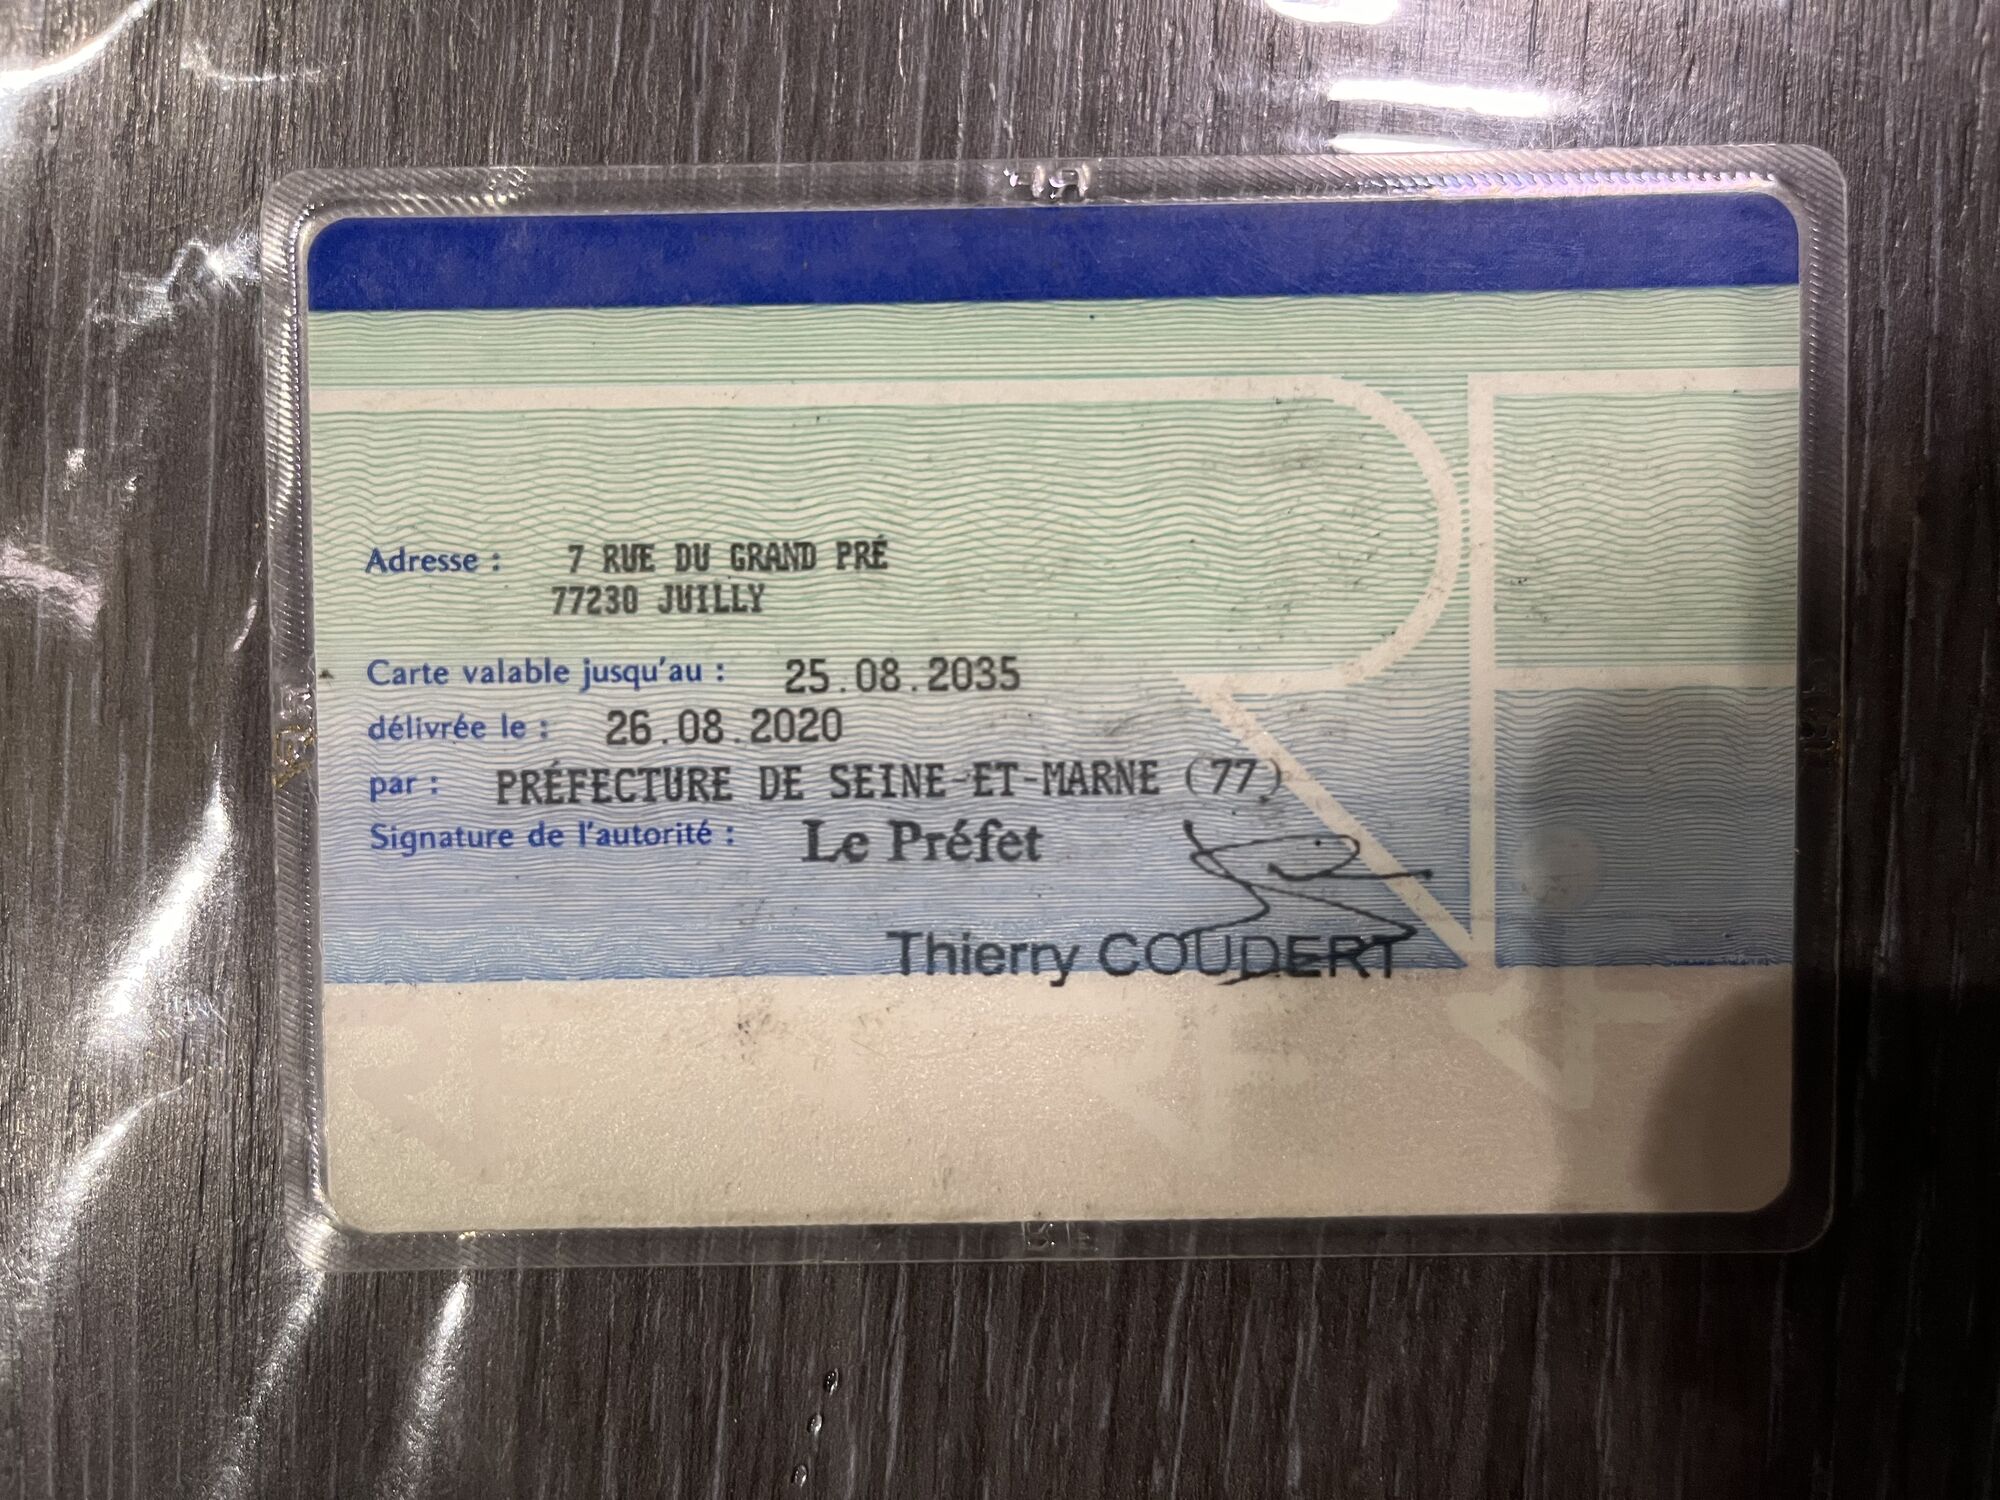 Adresse : 7 RUE DU GRAND PRÉ
77230 JUILLY
Carte valable jusqu'au : 25.08.2035
délivrée le : 26.08.2020
par : PRÉFECTURE DE SEINE-ET-MARNE (77)
Signature de l'autorité : Le Préfet
Thierry COUDERT